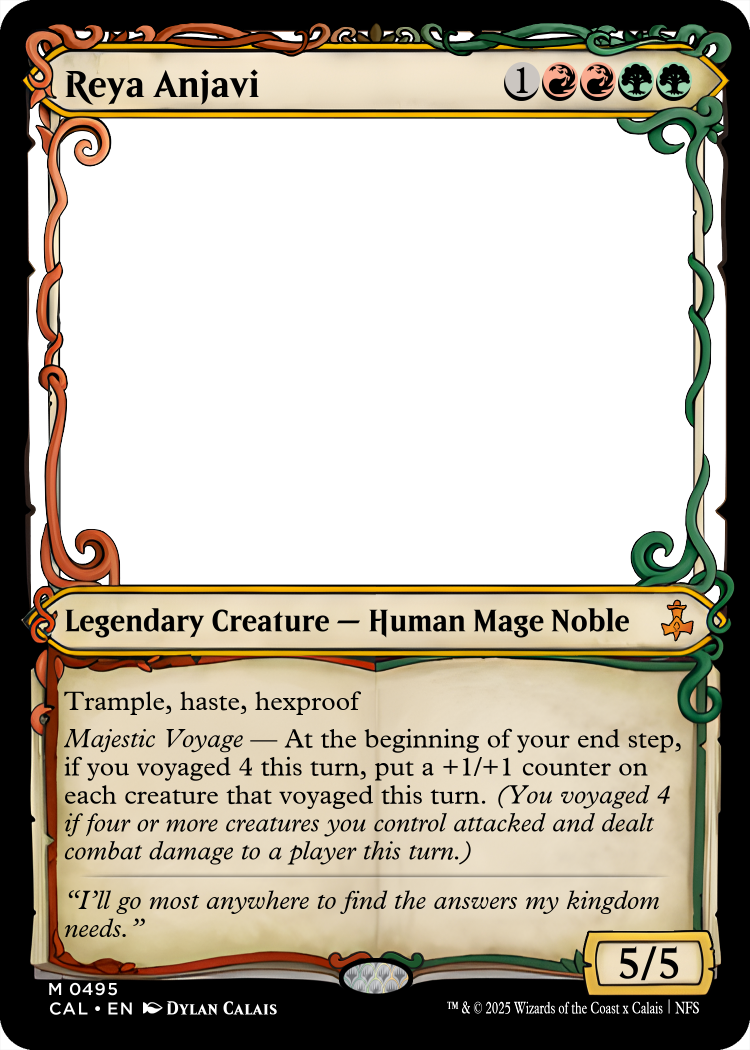 Reya Anjavi 1
Legendary Creature — Human Mage Noble
Trample, haste, hexproof
Majestic Voyage — At the beginning of your end step,
if you voyaged 4 this turn, put a +1/+1 counter on
each creature that voyaged this turn. (You voyaged 4
if four or more creatures you control attacked and dealt
combat damage to a player this turn.)
“I’ll go most anywhere to find the answers my kingdom
needs.”
5/5
M 0495
CAL • EN Dylan Calais
™ & © 2025 Wizards of the Coast x Calais | NFS